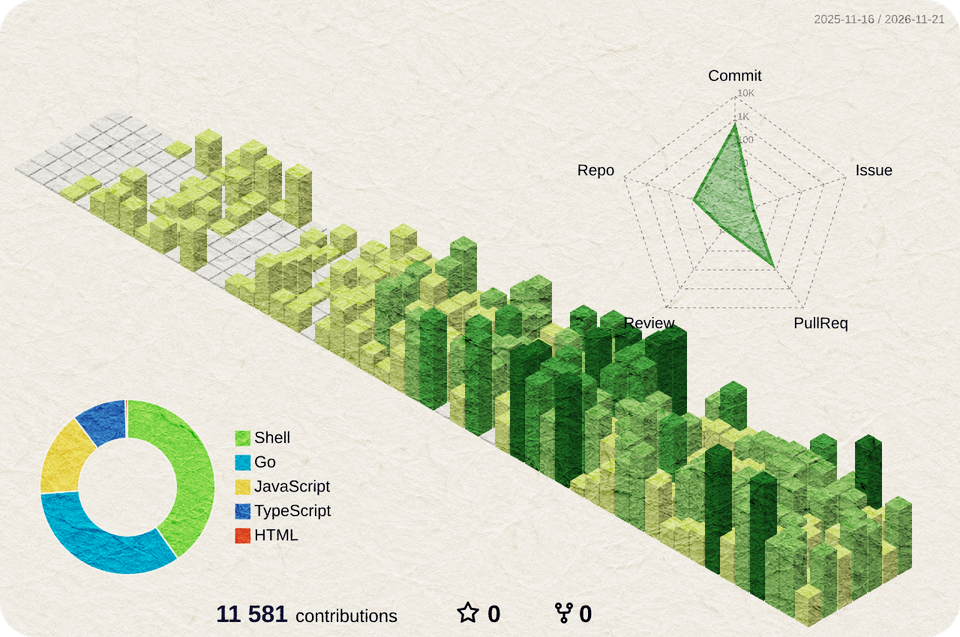 2025-11-16 / 2026-11-21
Commit
10K
1K
Repo
Issue
Review
PullReq
Shell
Go
JavaScript
TypeScript
HTML
11 581 contributions
0
0